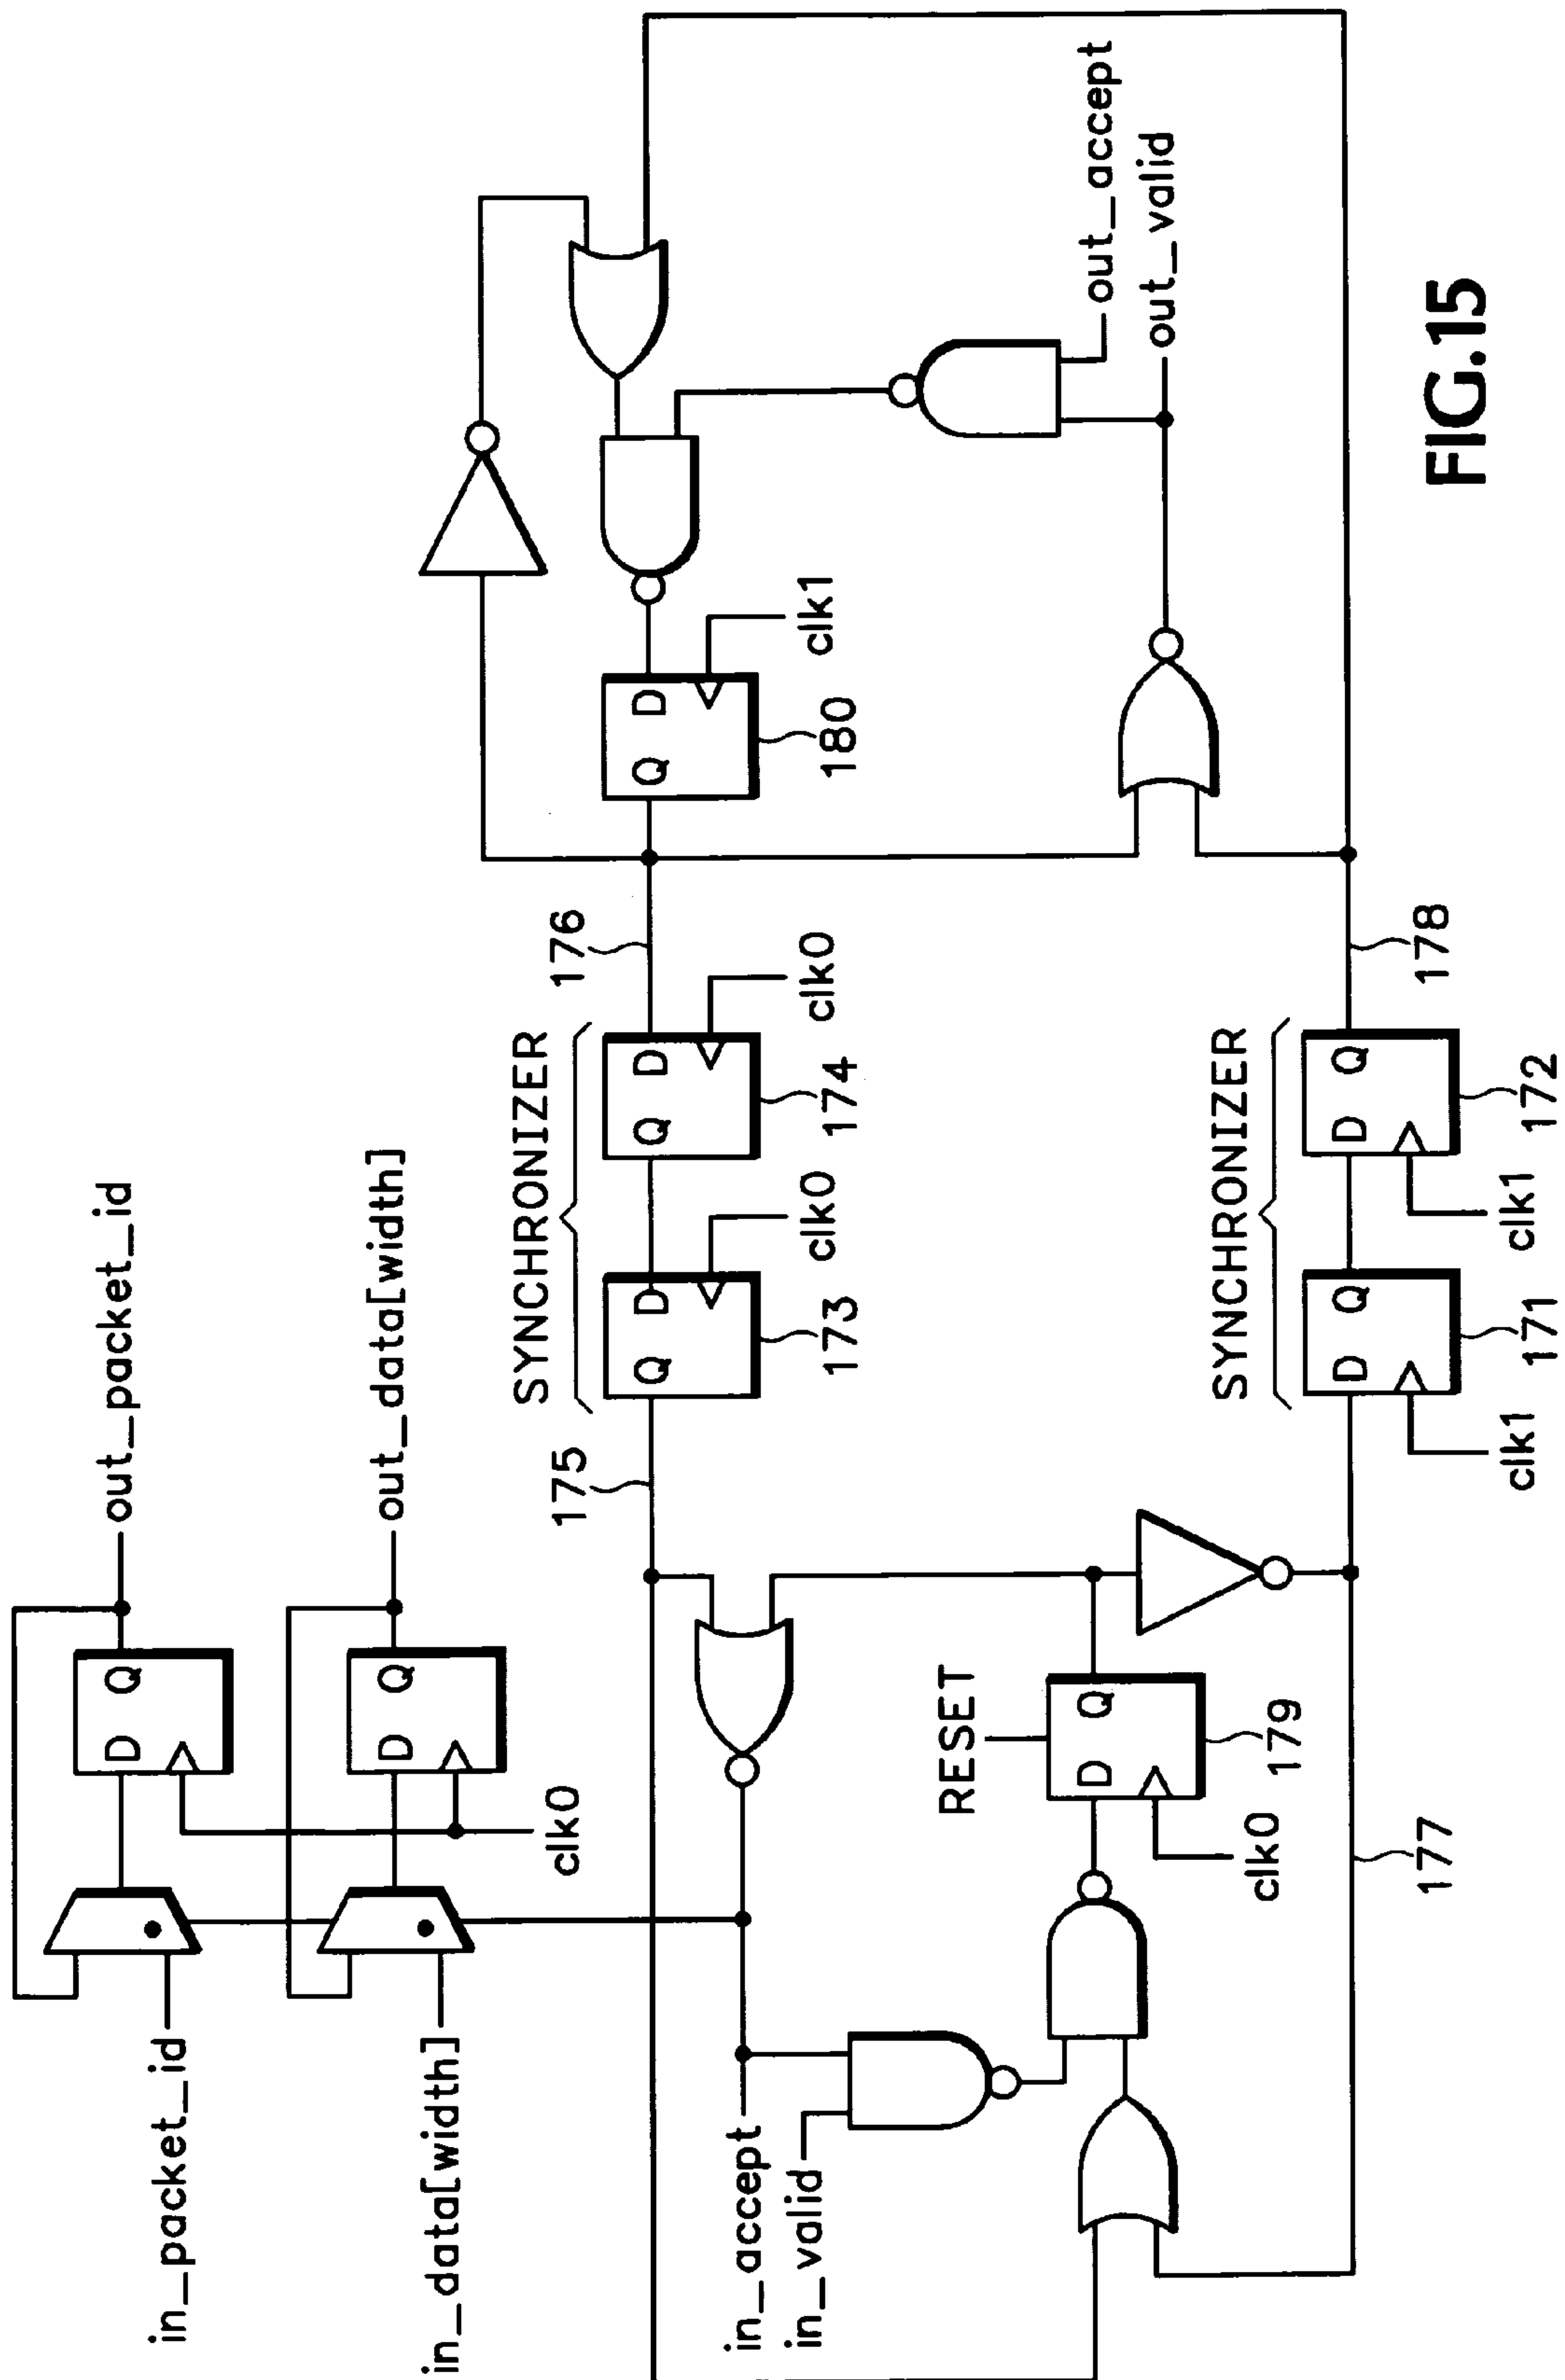 in_packet_id
D Q
out_packet_id
in_data[width]
D Q
out_data[width]
clk0
175
SYNCHRONIZER
Q D
173
clk0
Q D
174
clk0
176
Q D
180
clk1
in_accept
in_valid
RESET
D Q
179
clk0
177
out_accept
out_valid
SYNCHRONIZER
D Q
171
clk1
D Q
172
clk1
178
FIG.15